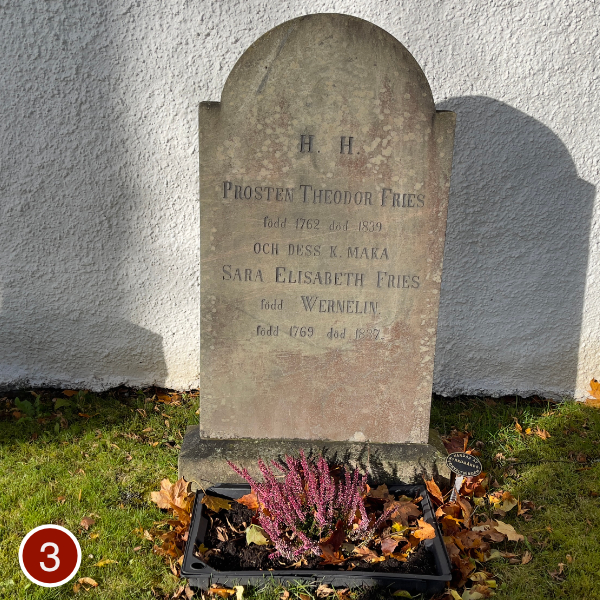 H. H.
PROSTEN THEODOR FRIES
född 1762 död 1839
OCH DESS K. MAKA
SARA ELISABETH FRIES
född WERNELIN,
född 1769 död
3